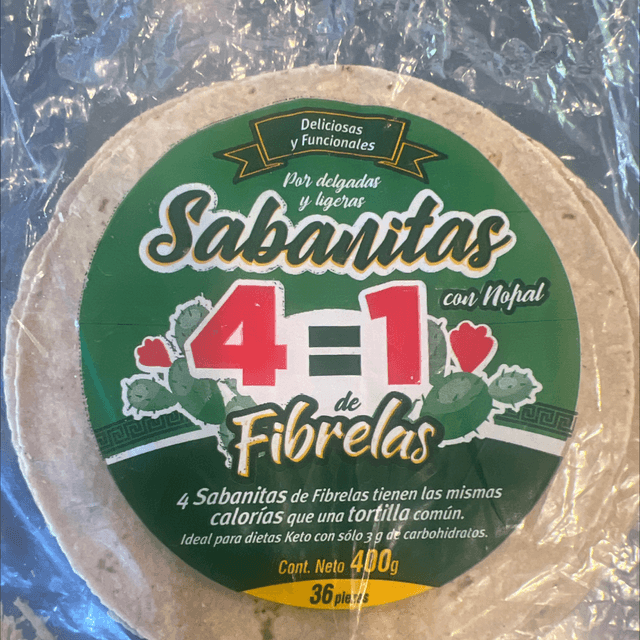 Deliciosas
y Funcionales
Por delgadas
y ligeras
Sabanitas
4=1
con Nopal
de
Fibrelas
4 Sabanitas de Fibrelas tienen las mismas
calorías que una tortilla común.
Ideal para dietas Keto con sólo 3 g de carbohidratos.
Cont. Neto 400g
36 piezas